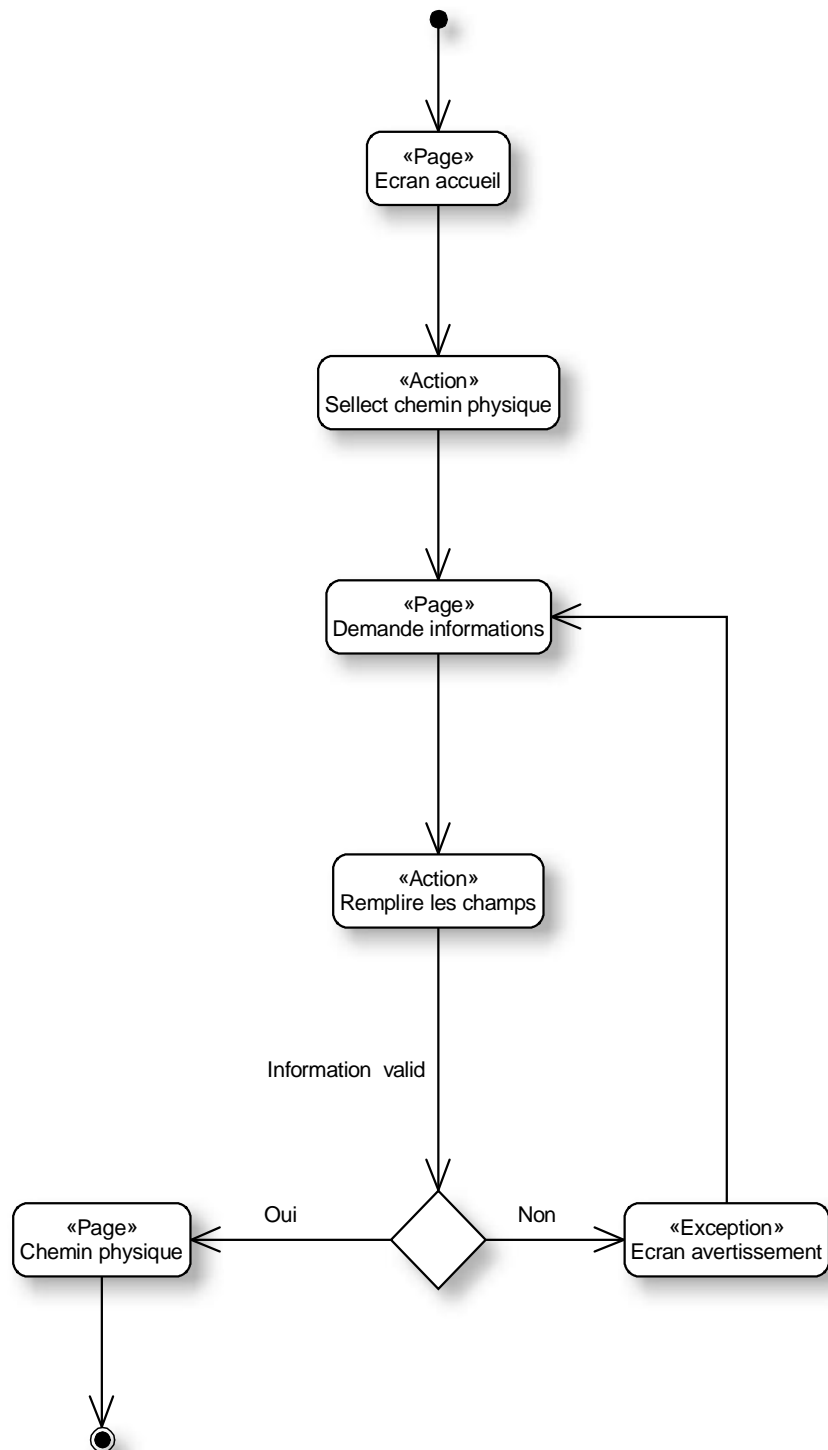 «Page»
Ecran accueil
«Action»
Sellect chemin physique
«Page»
Demande informations
«Action»
Remplire les champs
Information valid
Oui
Non
«Page»
Chemin physique
«Exception»
Ecran avertissement